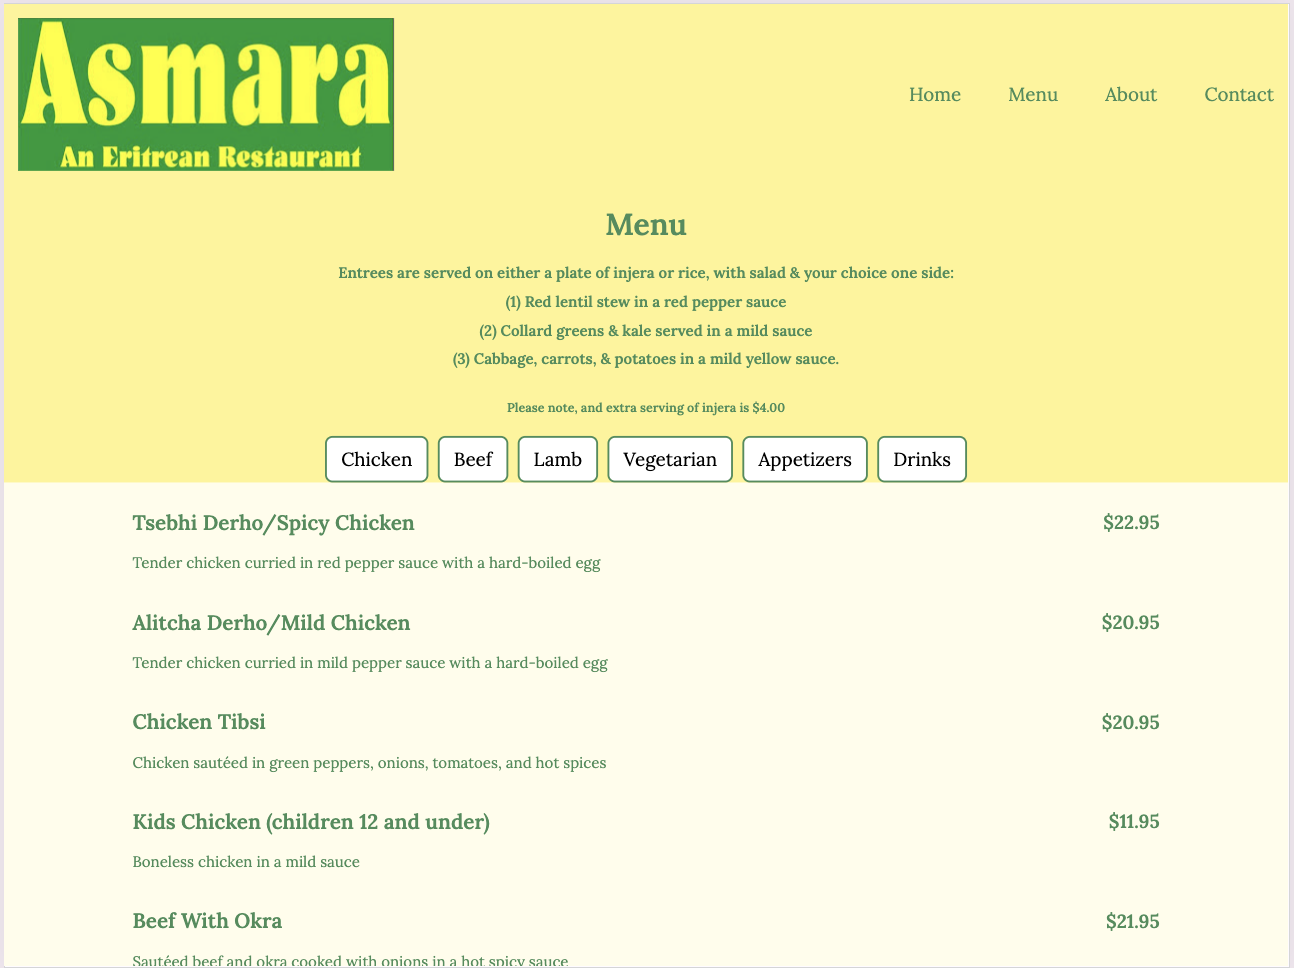 Asmara
An Eritrean Restaurant
Home Menu About Contact
Menu
Entrees are served on either a plate of injera or rice, with salad & your choice one side:
(1) Red lentil stew in a red pepper sauce
(2) Collard greens & kale served in a mild sauce
(3) Cabbage, carrots, & potatoes in a mild yellow sauce.
Please note, and extra serving of injera is $4.00
Chicken Beef Lamb Vegetarian Appetizers Drinks
Tsebhi Derho/Spicy Chicken $22.95
Tender chicken curried in red pepper sauce with a hard-boiled egg
Alitcha Derho/Mild Chicken $20.95
Tender chicken curried in mild pepper sauce with a hard-boiled egg
Chicken Tibsi $20.95
Chicken sautéed in green peppers, onions, tomatoes, and hot spices
Kids Chicken (children 12 and under) $11.95
Boneless chicken in a mild sauce
Beef With Okra $21.95
Sautéed beef and okra cooked with onions in a hot spicy sauce